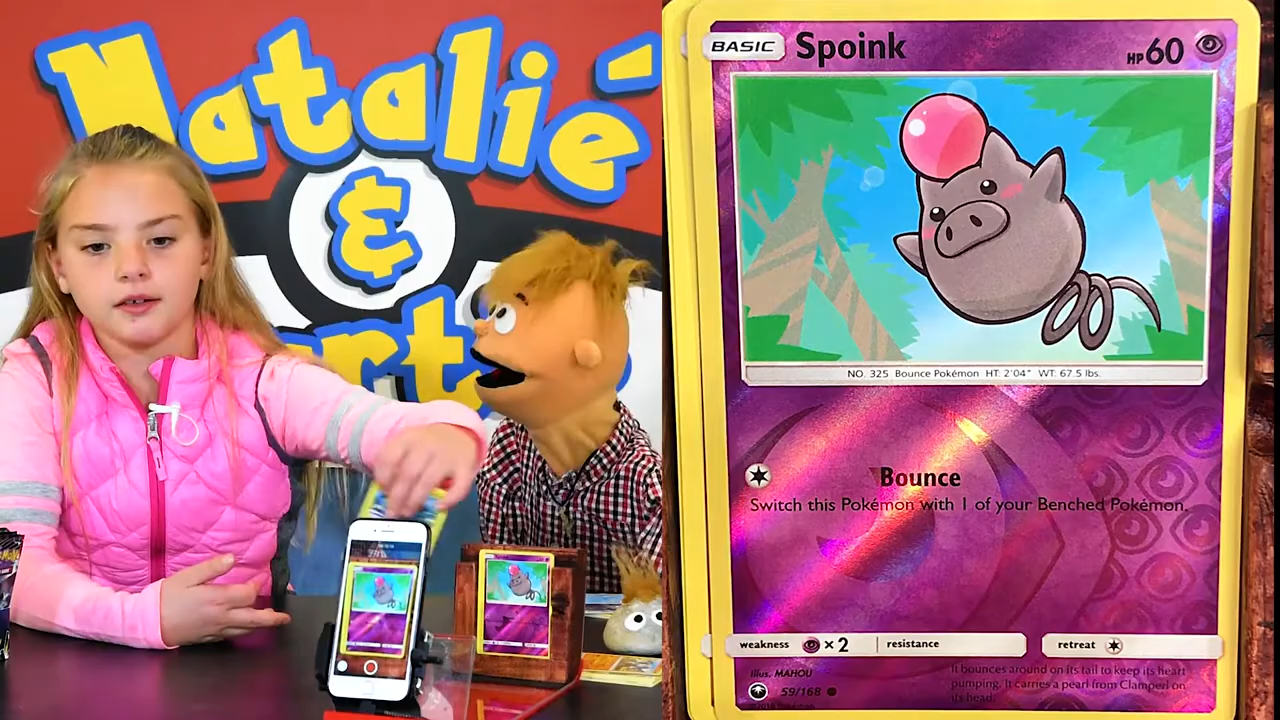 Natalié
&
BASIC Spoink HP60
NO. 325 Bounce Pokémon HT: 2'04" WT: 67.5 lbs.
Bounce
Switch this Pokémon with 1 of your Benched Pokémon.
weakness ×2 resistance retreat
Illus. MAHOU
59/168
It bounces around on its tail to keep its heart
pumping. It carries a pearl from Clamperl on
its head.